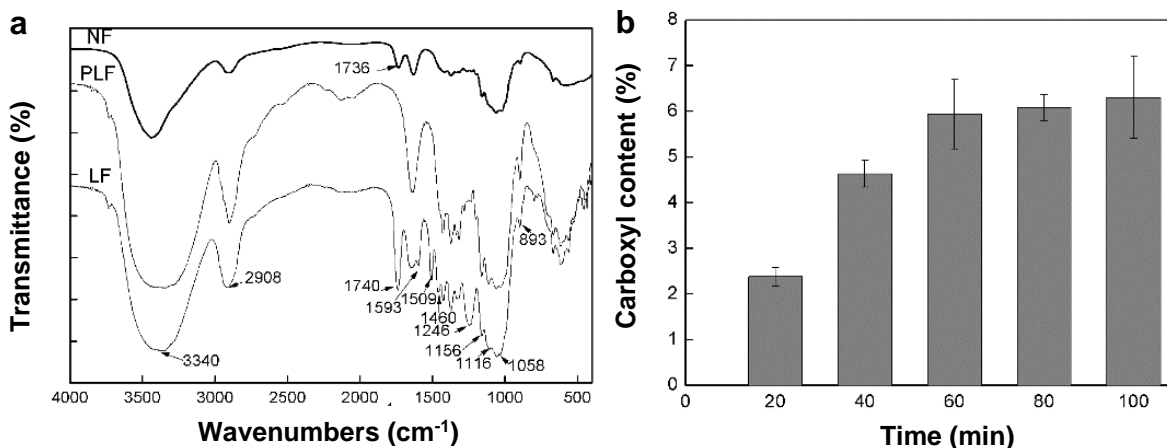 a
NF
1736
PLF
LF
893
2908
1740
1593
1509
1460
1246
1156
1116
1058
3340
Transmittance (%)
4000 3500 3000 2500 2000 1500 1000 500
Wavenumbers (cm⁻¹)
b
8
7
6
5
4
3
2
1
0
Carboxyl content (%)
0 20 40 60 80 100
Time (min)